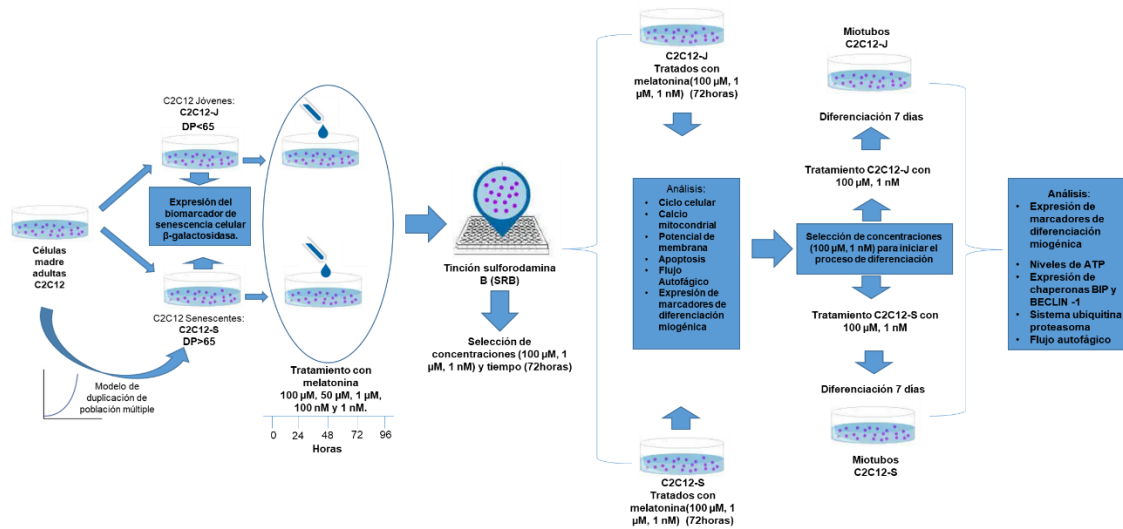 Células
madre
adultas
C2C12
C2C12 Jóvenes:
C2C12-J
DP<65
Expresión del
biomarcador de
senescencia celular
β-galactosidasa.
C2C12 Senescentes:
C2C12-S
DP>65
Modelo de
duplicación de
población múltiple
Tratamiento con
melatonina
100 µM, 50 µM, 1 µM,
100 nM y 1 nM.
0 24 48 72 96
Horas
Tinción sulforodamina
B (SRB)
Selección de
concentraciones (100 µM, 1
µM, 1 nM) y tiempo (72horas)
C2C12-J
Tratados con
melatonina(100 µM, 1
µM, 1 nM) (72horas)
Análisis:
• Ciclo celular
• Calcio
mitocondrial
• Potencial de
membrana
• Apoptosis
• Flujo
Autofágico
• Expresión de
marcadores de
diferenciación
miogénica
C2C12-S
Tratados con
melatonina(100 µM, 1
µM, 1 nM) (72horas)
Miotubos
C2C12-J
Diferenciación 7 dias
Tratamiento C2C12-J con
100 µM, 1 nM
Selección de concentraciones
(100 µM, 1 nM) para iniciar el
proceso de diferenciación
Tratamiento C2C12-S con
100 µM, 1 nM
Diferenciación 7 dias
Miotubos
C2C12-S
Análisis:
• Expresión de
marcadores de
diferenciación
miogénica
• Niveles de ATP
• Expresión de
chaperonas BIP y
BECLIN -1
• Sistema ubiquitina
proteasoma
• Flujo autofágico